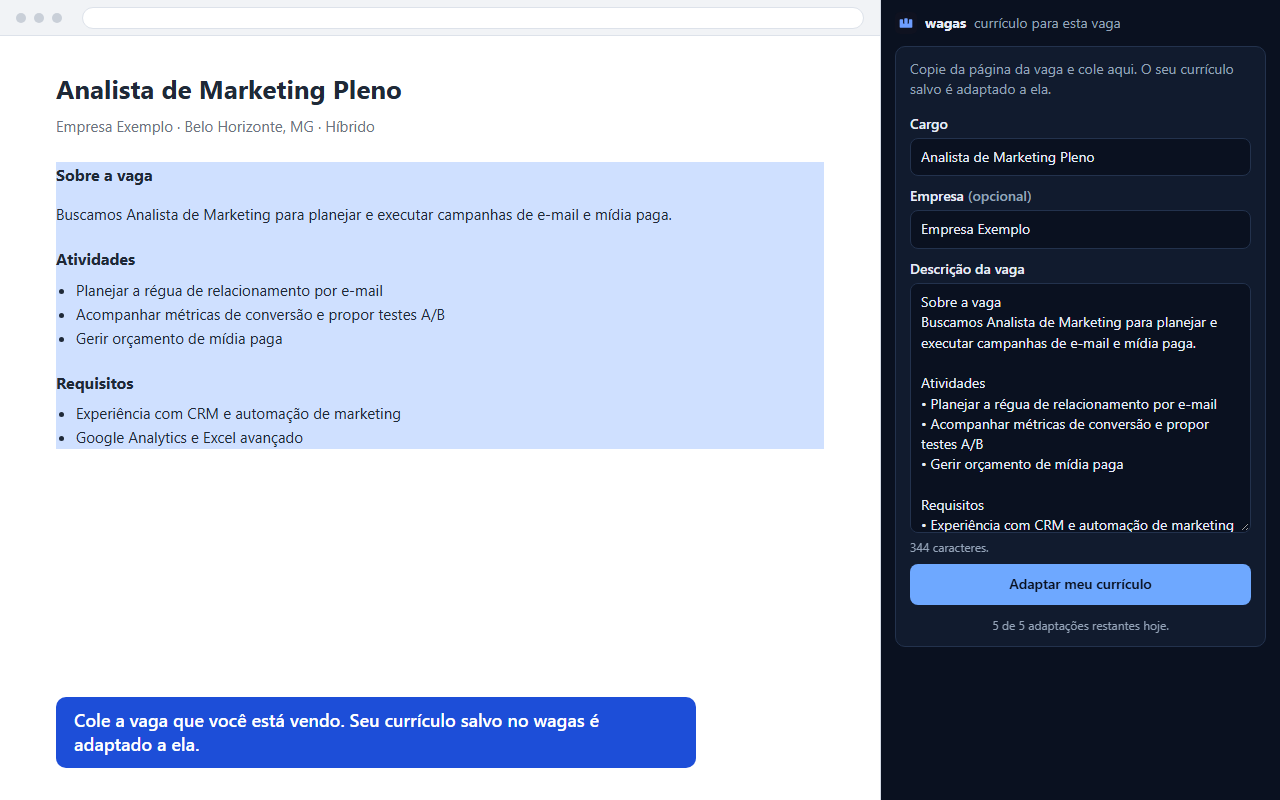 Analista de Marketing Pleno
Empresa Exemplo · Belo Horizonte, MG · Híbrido
Sobre a vaga
Buscamos Analista de Marketing para planejar e executar campanhas de e-mail e mídia paga.
Atividades
• Planejar a régua de relacionamento por e-mail
• Acompanhar métricas de conversão e propor testes A/B
• Gerir orçamento de mídia paga
Requisitos
• Experiência com CRM e automação de marketing
• Google Analytics e Excel avançado
Cole a vaga que você está vendo. Seu currículo salvo no wagas é
adaptado a ela.
wagas currículo para esta vaga
Copie da página da vaga e cole aqui. O seu currículo
salvo é adaptado a ela.
Cargo
Analista de Marketing Pleno
Empresa (opcional)
Empresa Exemplo
Descrição da vaga
Sobre a vaga
Buscamos Analista de Marketing para planejar e
executar campanhas de e-mail e mídia paga.
Atividades
• Planejar a régua de relacionamento por e-mail
• Acompanhar métricas de conversão e propor
testes A/B
• Gerir orçamento de mídia paga
Requisitos
• Experiência com CRM e automação de marketing
344 caracteres.
Adaptar meu currículo
5 de 5 adaptações restantes hoje.